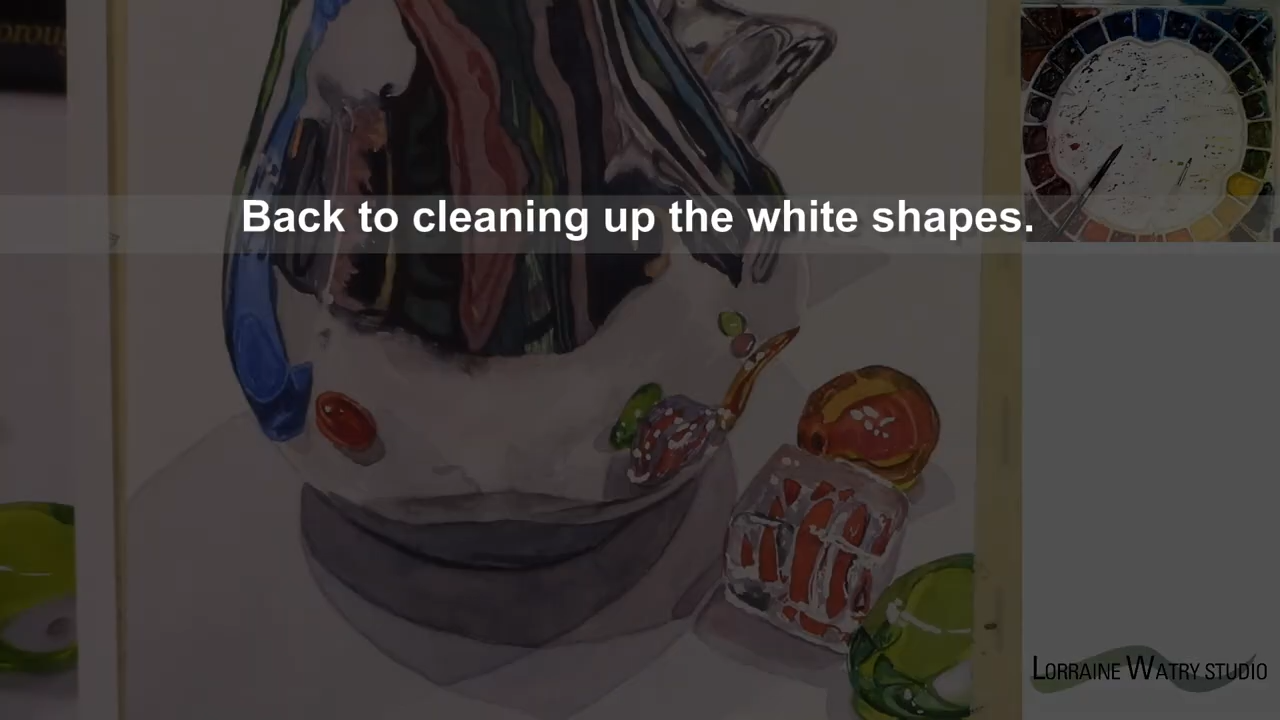 Back to cleaning up the white shapes.
LORRAINE WATRY STUDIO